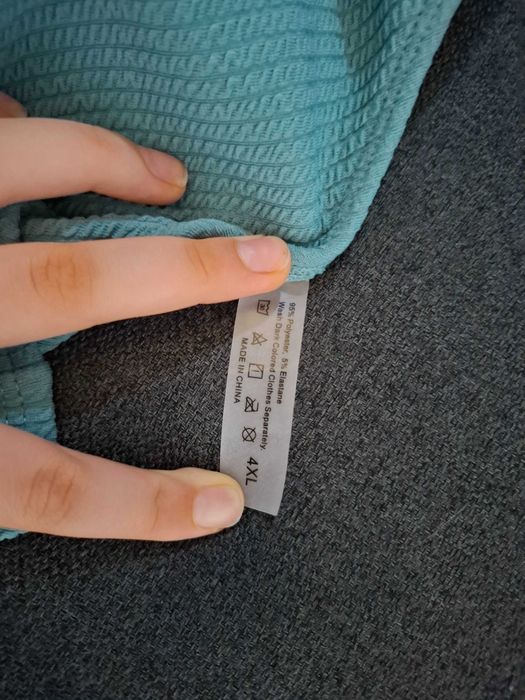 95% Polyester, 5% Elastane
Wash Dark Colored Clothes Separately.
4XL
MADE IN CHINA